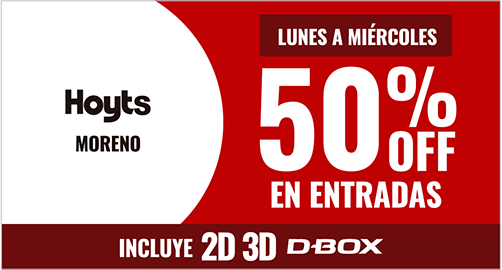 Hoyts
MORENO
LUNES A MIÉRCOLES
50% OFF
EN ENTRADAS
INCLUYE 2D 3D D-BOX